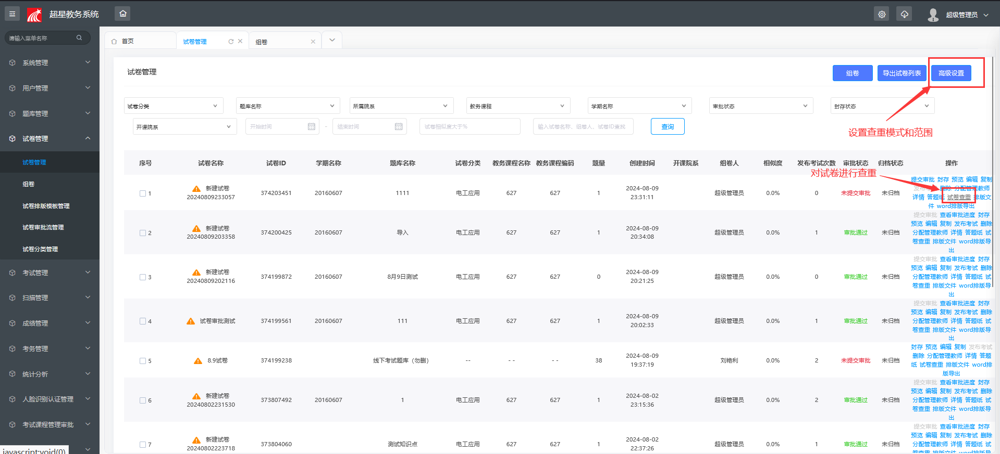 超星教务系统
超级管理员
请输入菜单名称
系统管理
用户管理
题库管理
试卷管理
试卷管理
组卷
试卷排版模板管理
试卷审批流管理
试卷分类管理
考试管理
扫描管理
成绩管理
考务管理
统计分析
人脸识别认证管理
考试课程管理审批
javascript:void(0)
首页
试卷管理
组卷
试卷管理
组卷
导出试卷列表
高级设置
试卷分类
题库名称
所属院系
教务课程
学期名称
审批状态
封存状态
开课院系
开始时间
-
结束时间
试卷相似度大于%
输入试卷名称、组卷人、试卷ID查找
查询
设置查重模式和范围
序号 试卷名称 试卷ID 学期名称 题库名称 试卷分类 教务课程名称 教务课程编码 题量 创建时间 开课院系 组卷人 相似度 发布考试次数 审批状态 归档状态 操作
对试卷进行查重
1 新建试卷 20240809233057 374203451 20160607 1111 电工应用 627 627 1 2024-08-09 23:31:11 超级管理员 0.0% 0 未提交审批 未归档
提交审批 封存 预览 编辑 复制
删除 分配管理教师
详情 答题纸 试卷查重 排版文
件 word排版导出
2 新建试卷 20240809203358 374200425 20160607 导入 电工应用 627 627 1 2024-08-09 20:34:08 超级管理员 0.0% 1 审批通过 未归档
提交审批 查看审批进度 封存
预览 编辑 复制 发布考试 删除
分配管理教师 详情 答题纸 试
卷查重 排版文件 word排版导
出
3 新建试卷 20240809202116 374199872 20160607 8月9日测试 电工应用 627 627 0 2024-08-09 20:21:25 超级管理员 0.0% 0 审批通过 未归档
提交审批 查看审批进度 封存
预览 编辑 复制 发布考试 删除
分配管理教师 详情 答题纸 试
卷查重 排版文件 word排版导
出
4 试卷审批测试 374199561 20160607 111 电工应用 627 627 1 2024-08-09 20:02:33 超级管理员 0.0% 1 审批通过 未归档
提交审批 查看审批进度 封存
预览 编辑 复制 发布考试 删除
分配管理教师 详情 答题纸 试
卷查重 排版文件 word排版导
出
5 8.9试卷 374199238 线下考试题库（勿删） -- -- -- 38 2024-08-09 19:37:19 刘艳利 0.0% 2 未提交审批 未归档
封存 预览 编辑 复制 发布考试
删除 分配管理教师 详情 答题
纸 试卷查重 排版文件 word排
版导出
6 新建试卷 20240802231530 373807492 20160607 1 电工应用 627 627 1 2024-08-02 23:15:36 超级管理员 0.0% 2 审批通过 未归档
提交审批 查看审批进度 封存
预览 编辑 复制 发布考试 删除
分配管理教师 详情 答题纸 试
卷查重 排版文件 word排版导
出
7 新建试卷 20240802223718 373804060 测试知识点 电工应用 627 627 1 2024-08-02 22:37:26 超级管理员 0.0% 1 审批通过 未归档
提交审批 查看审批进度 封存
预览 编辑 复制 发布考试 删除
分配管理教师 详情 答题纸 试
卷查重 排版文件 word排版导